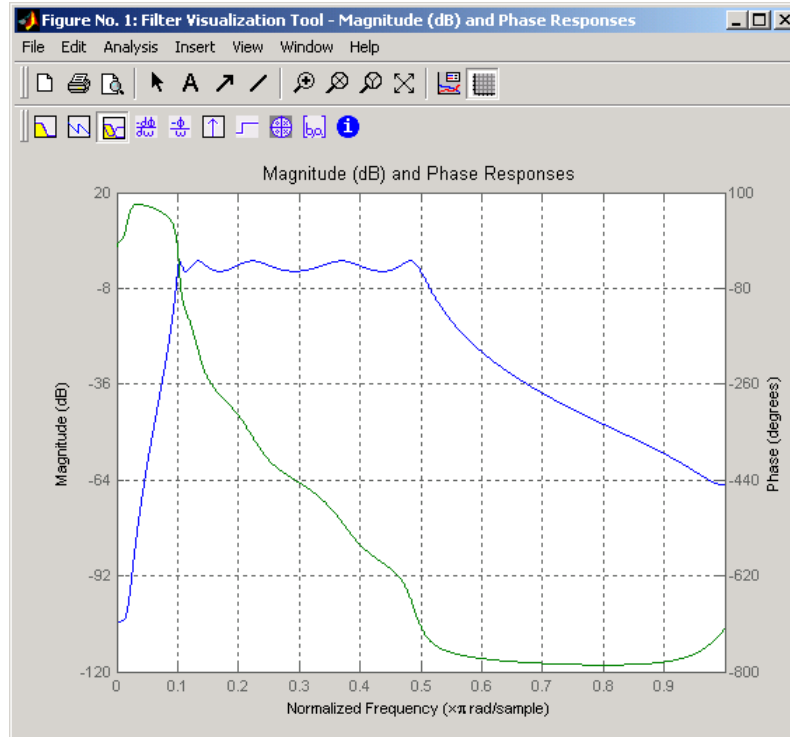 Figure No. 1: Filter Visualization Tool - Magnitude (dB) and Phase Responses
File Edit Analysis Insert View Window Help
A
-dϕ
dω
-ϕ
ω
[b,a]
i
Magnitude (dB) and Phase Responses
20 100
-8 -80
-36 -260
-64 -440
-92 -620
-120 -800
Magnitude (dB)
Phase (degrees)
0 0.1 0.2 0.3 0.4 0.5 0.6 0.7 0.8 0.9
Normalized Frequency (×π rad/sample)